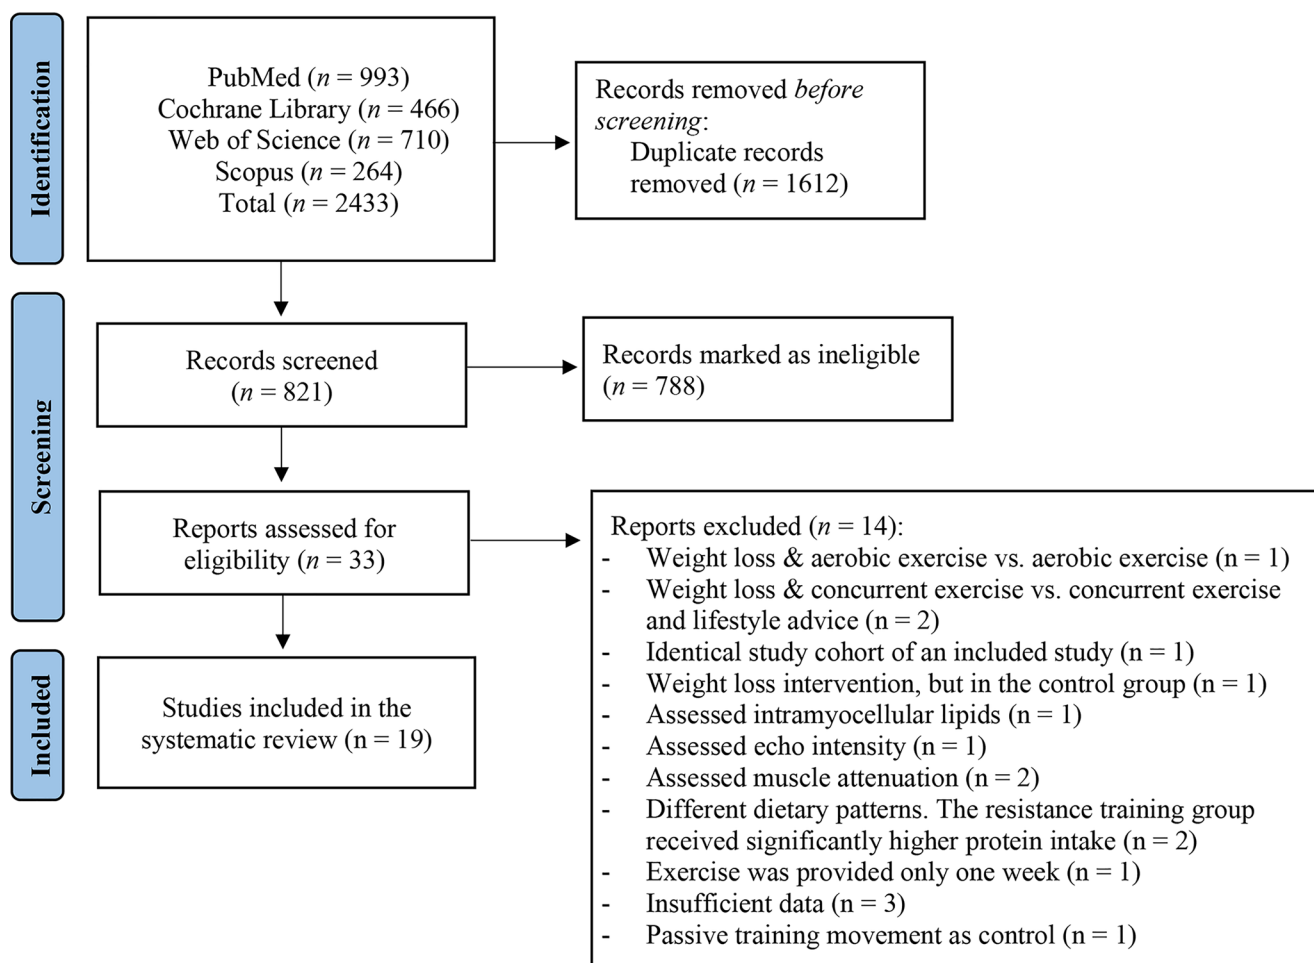 Identification
PubMed (n = 993)
Cochrane Library (n = 466)
Web of Science (n = 710)
Scopus (n = 264)
Total (n = 2433)
Records removed before
screening:
Duplicate records
removed (n = 1612)
Screening
Records screened
(n = 821)
Records marked as ineligible
(n = 788)
Reports assessed for
eligibility (n = 33)
Reports excluded (n = 14):
- Weight loss & aerobic exercise vs. aerobic exercise (n = 1)
- Weight loss & concurrent exercise vs. concurrent exercise
and lifestyle advice (n = 2)
- Identical study cohort of an included study (n = 1)
- Weight loss intervention, but in the control group (n = 1)
- Assessed intramyocellular lipids (n = 1)
- Assessed echo intensity (n = 1)
- Assessed muscle attenuation (n = 2)
- Different dietary patterns. The resistance training group
received significantly higher protein intake (n = 2)
- Exercise was provided only one week (n = 1)
- Insufficient data (n = 3)
- Passive training movement as control (n = 1)
Included
Studies included in the
systematic review (n = 19)